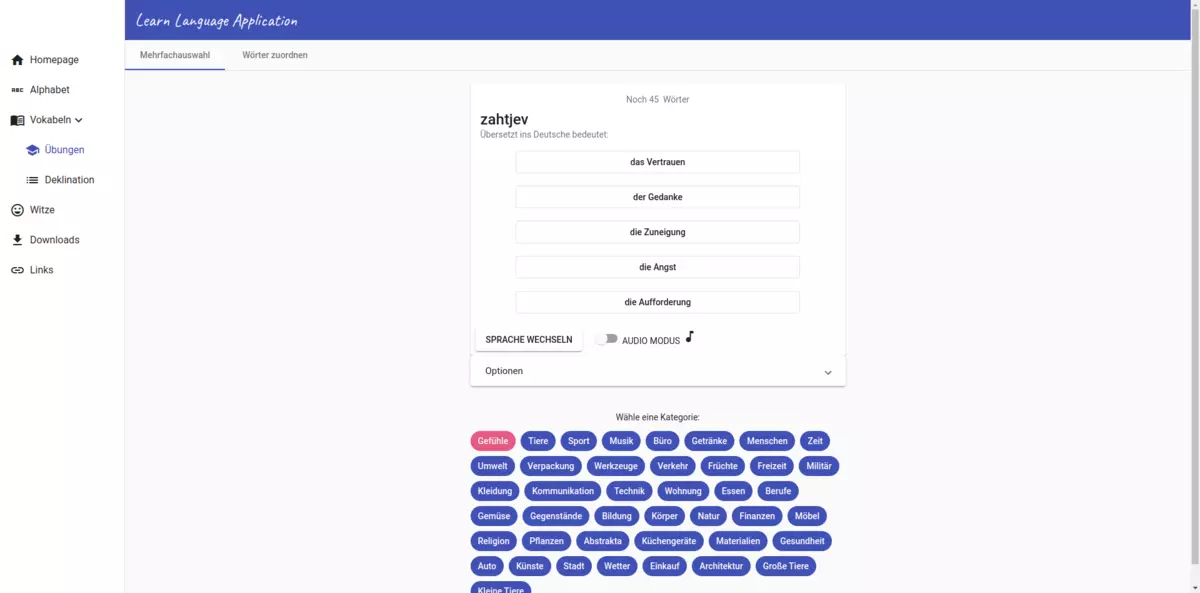 Learn Language Application
Homepage
ABC Alphabet
Vokabeln
Übungen
Deklination
Witze
Downloads
Links
Mehrfachauswahl Wörter zuordnen
Noch 45 Wörter
zahtjev
Übersetzt ins Deutsche bedeutet:
das Vertrauen
der Gedanke
die Zuneigung
die Angst
die Aufforderung
SPRACHE WECHSELN AUDIO MODUS
Optionen
Wähle eine Kategorie:
Gefühle Tiere Sport Musik Büro Getränke Menschen Zeit
Umwelt Verpackung Werkzeuge Verkehr Früchte Freizeit Militär
Kleidung Kommunikation Technik Wohnung Essen Berufe
Gemüse Gegenstände Bildung Körper Natur Finanzen Möbel
Religion Pflanzen Abstrakta Küchengeräte Materialien Gesundheit
Auto Künste Stadt Wetter Einkauf Architektur Große Tiere
Kleine Tiere